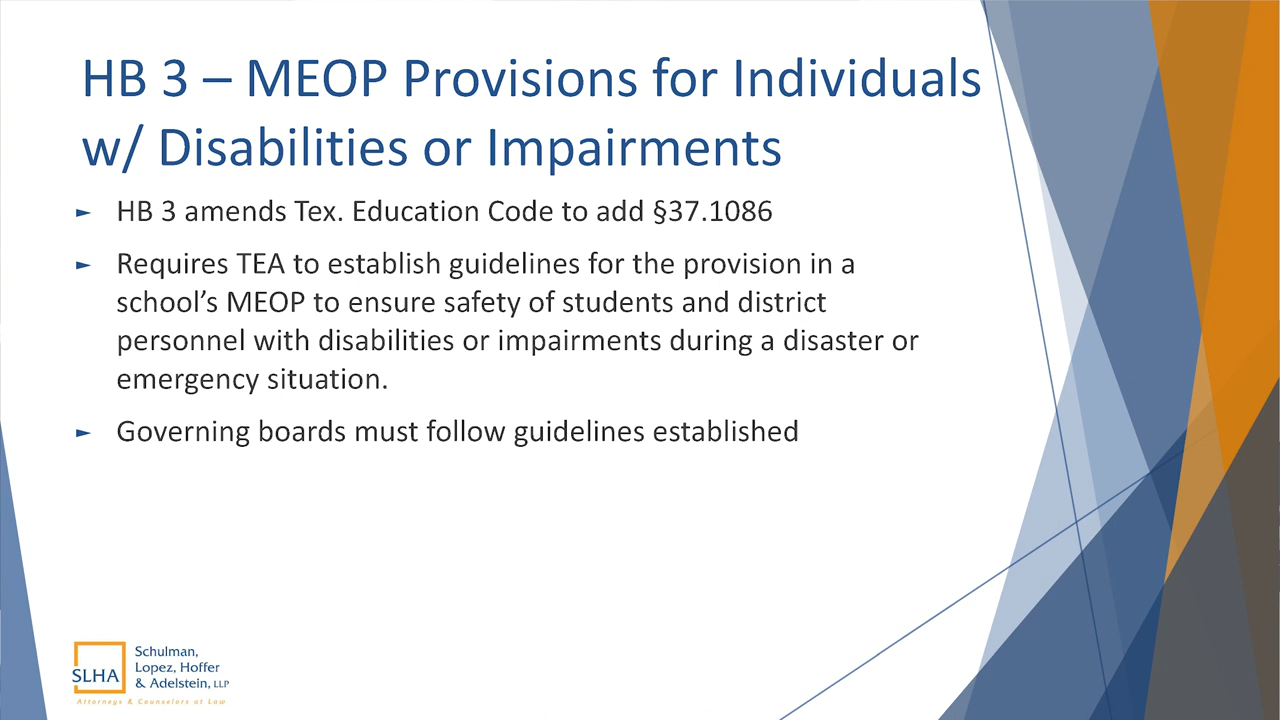 HB 3 – MEOP Provisions for Individuals
w/ Disabilities or Impairments
► HB 3 amends Tex. Education Code to add §37.1086
► Requires TEA to establish guidelines for the provision in a
school’s MEOP to ensure safety of students and district
personnel with disabilities or impairments during a disaster or
emergency situation.
► Governing boards must follow guidelines established
SLHA
Schulman,
Lopez, Hoffer
& Adelstein, LLP
Attorneys & Counselors at Law